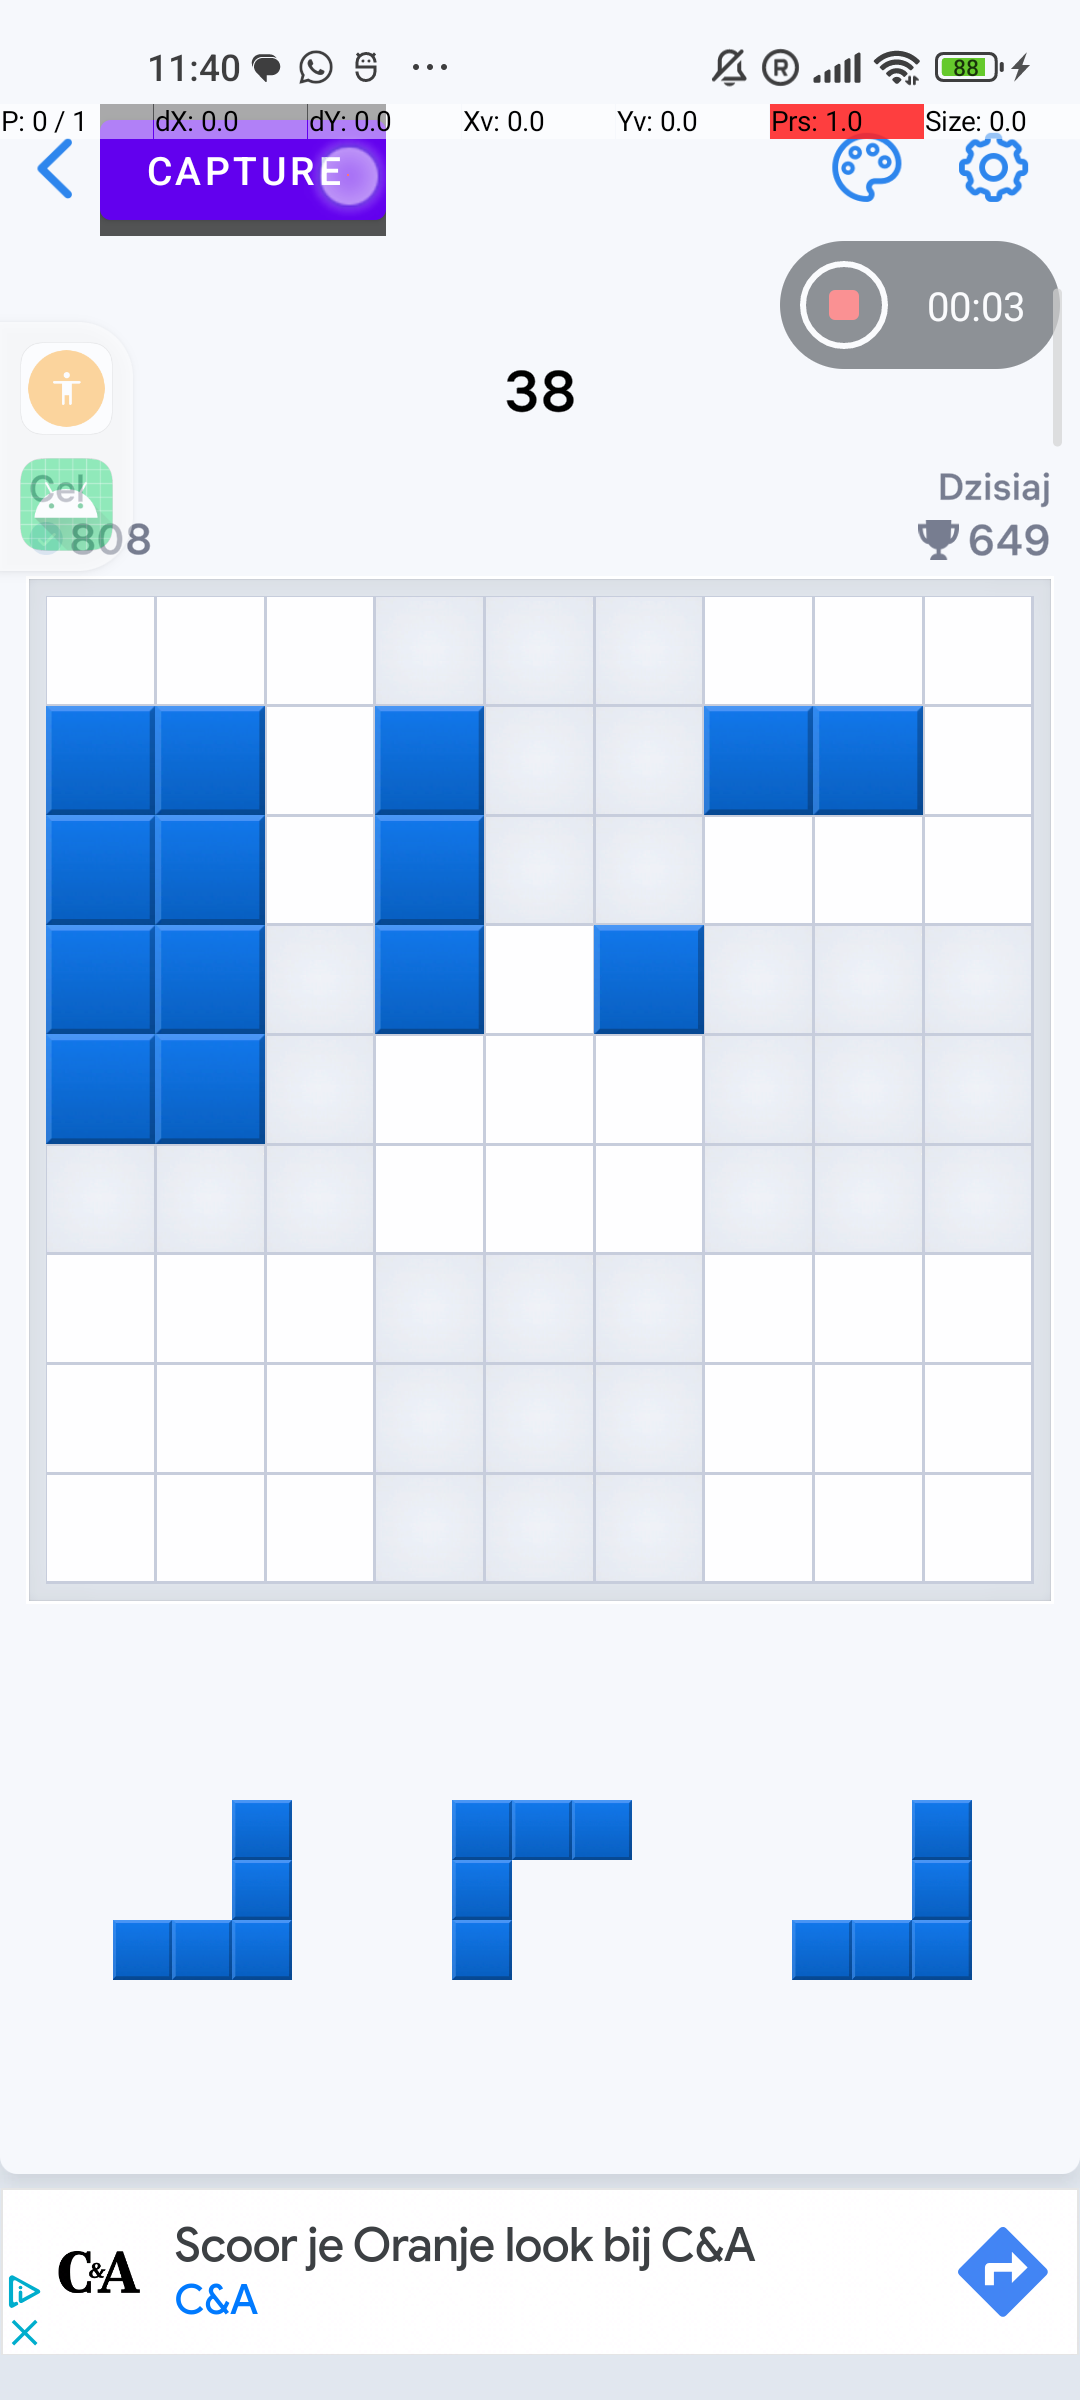 11:40
88
P: 0 / 1 dX: 0.0 dY: 0.0 Xv: 0.0 Yv: 0.0 Prs: 1.0 Size: 0.0
CAPTURE
00:03
38
Cel Dzisiaj
808 649
Scoor je Oranje look bij C&A
C&A
C&A